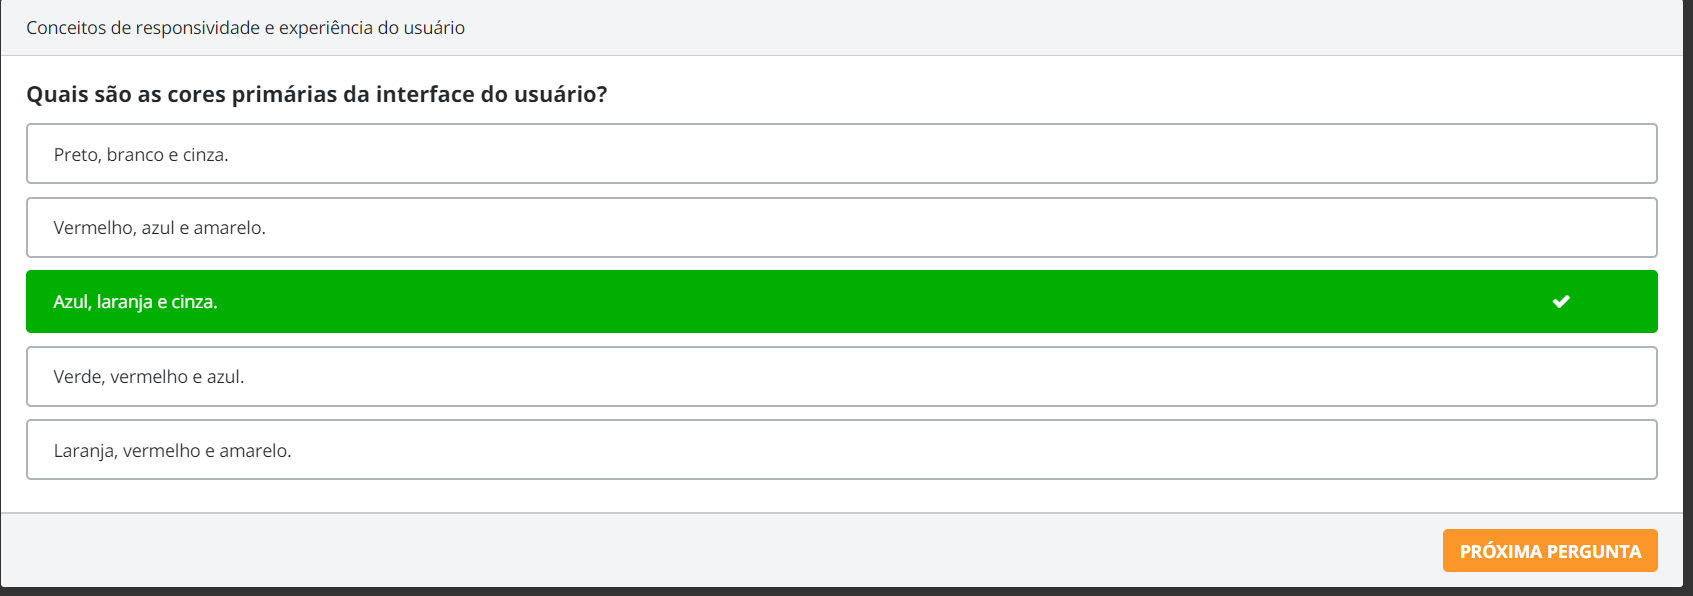 Conceitos de responsividade e experiência do usuário
Quais são as cores primárias da interface do usuário?
Preto, branco e cinza.
Vermelho, azul e amarelo.
Azul, laranja e cinza.
Verde, vermelho e azul.
Laranja, vermelho e amarelo.
PRÓXIMA PERGUNTA